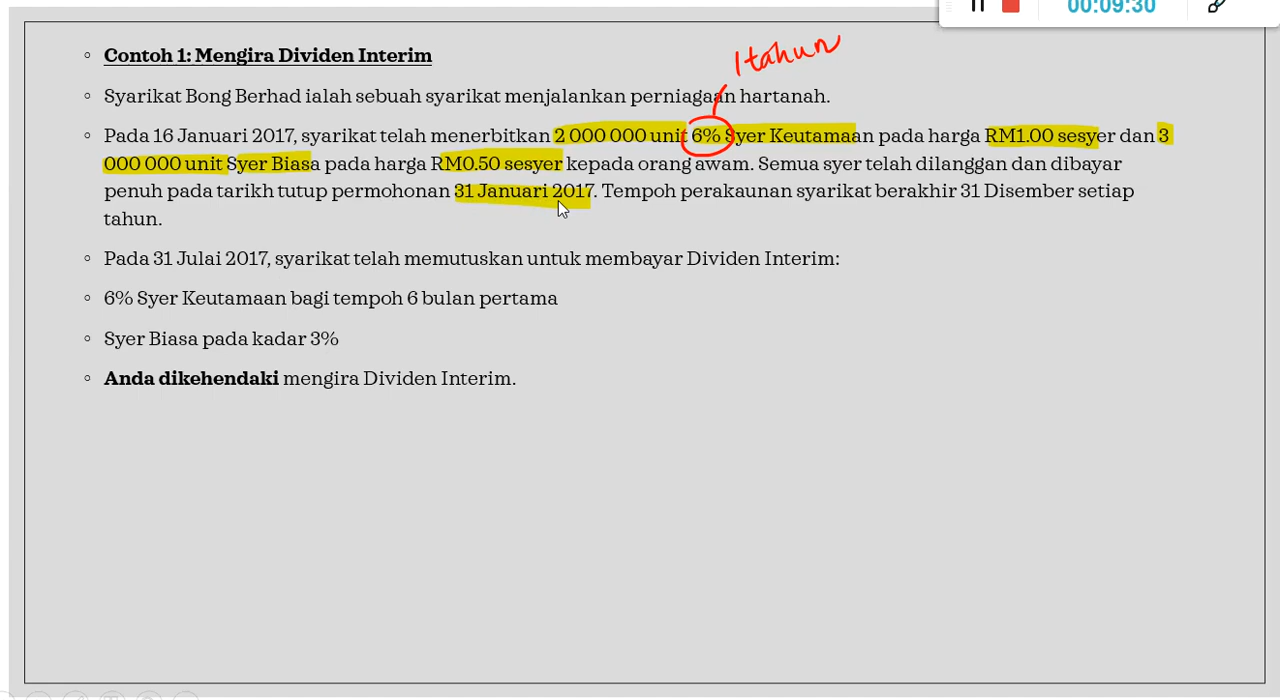 00:09:30
1 tahun
Contoh 1: Mengira Dividen Interim
Syarikat Bong Berhad ialah sebuah syarikat menjalankan perniagaan hartanah.
Pada 16 Januari 2017, syarikat telah menerbitkan 2 000 000 unit 6% Syer Keutamaan pada harga RM1.00 sesyer dan 3
000 000 unit Syer Biasa pada harga RM0.50 sesyer kepada orang awam. Semua syer telah dilanggan dan dibayar
penuh pada tarikh tutup permohonan 31 Januari 2017. Tempoh perakaunan syarikat berakhir 31 Disember setiap
tahun.
Pada 31 Julai 2017, syarikat telah memutuskan untuk membayar Dividen Interim:
6% Syer Keutamaan bagi tempoh 6 bulan pertama
Syer Biasa pada kadar 3%
Anda dikehendaki mengira Dividen Interim.